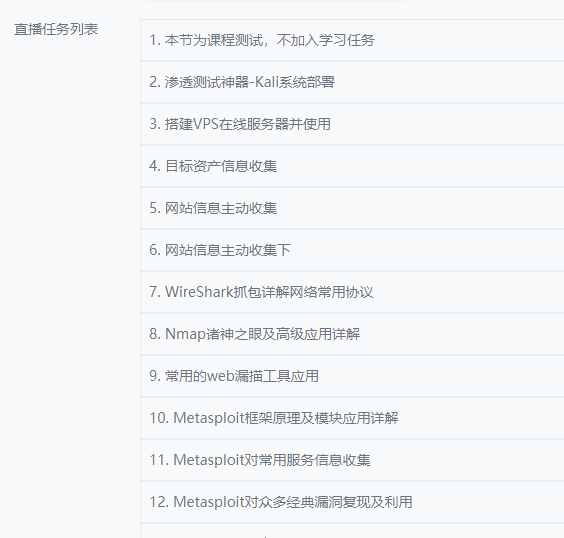 直播任务列表
1. 本节为课程测试，不加入学习任务
2. 渗透测试神器-Kali系统部署
3. 搭建VPS在线服务器并使用
4. 目标资产信息收集
5. 网站信息主动收集
6. 网站信息主动收集下
7. WireShark抓包详解网络常用协议
8. Nmap诸神之眼及高级应用详解
9. 常用的web漏描工具应用
10. Metasploit框架原理及模块应用详解
11. Metasploit对常用服务信息收集
12. Metasploit对众多经典漏洞复现及利用